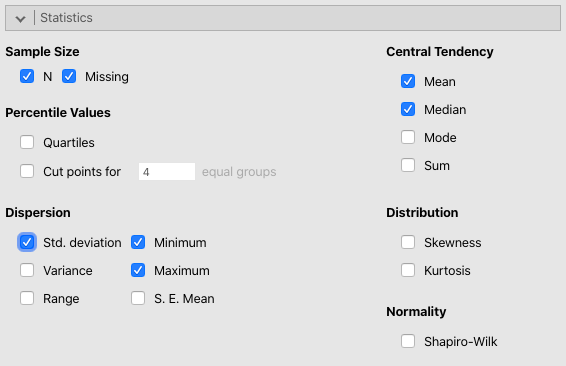 Statistics
Sample Size
N Missing
Percentile Values
Quartiles
Cut points for 4 equal groups
Dispersion
Std. deviation Minimum
Variance Maximum
Range S. E. Mean
Central Tendency
Mean
Median
Mode
Sum
Distribution
Skewness
Kurtosis
Normality
Shapiro-Wilk